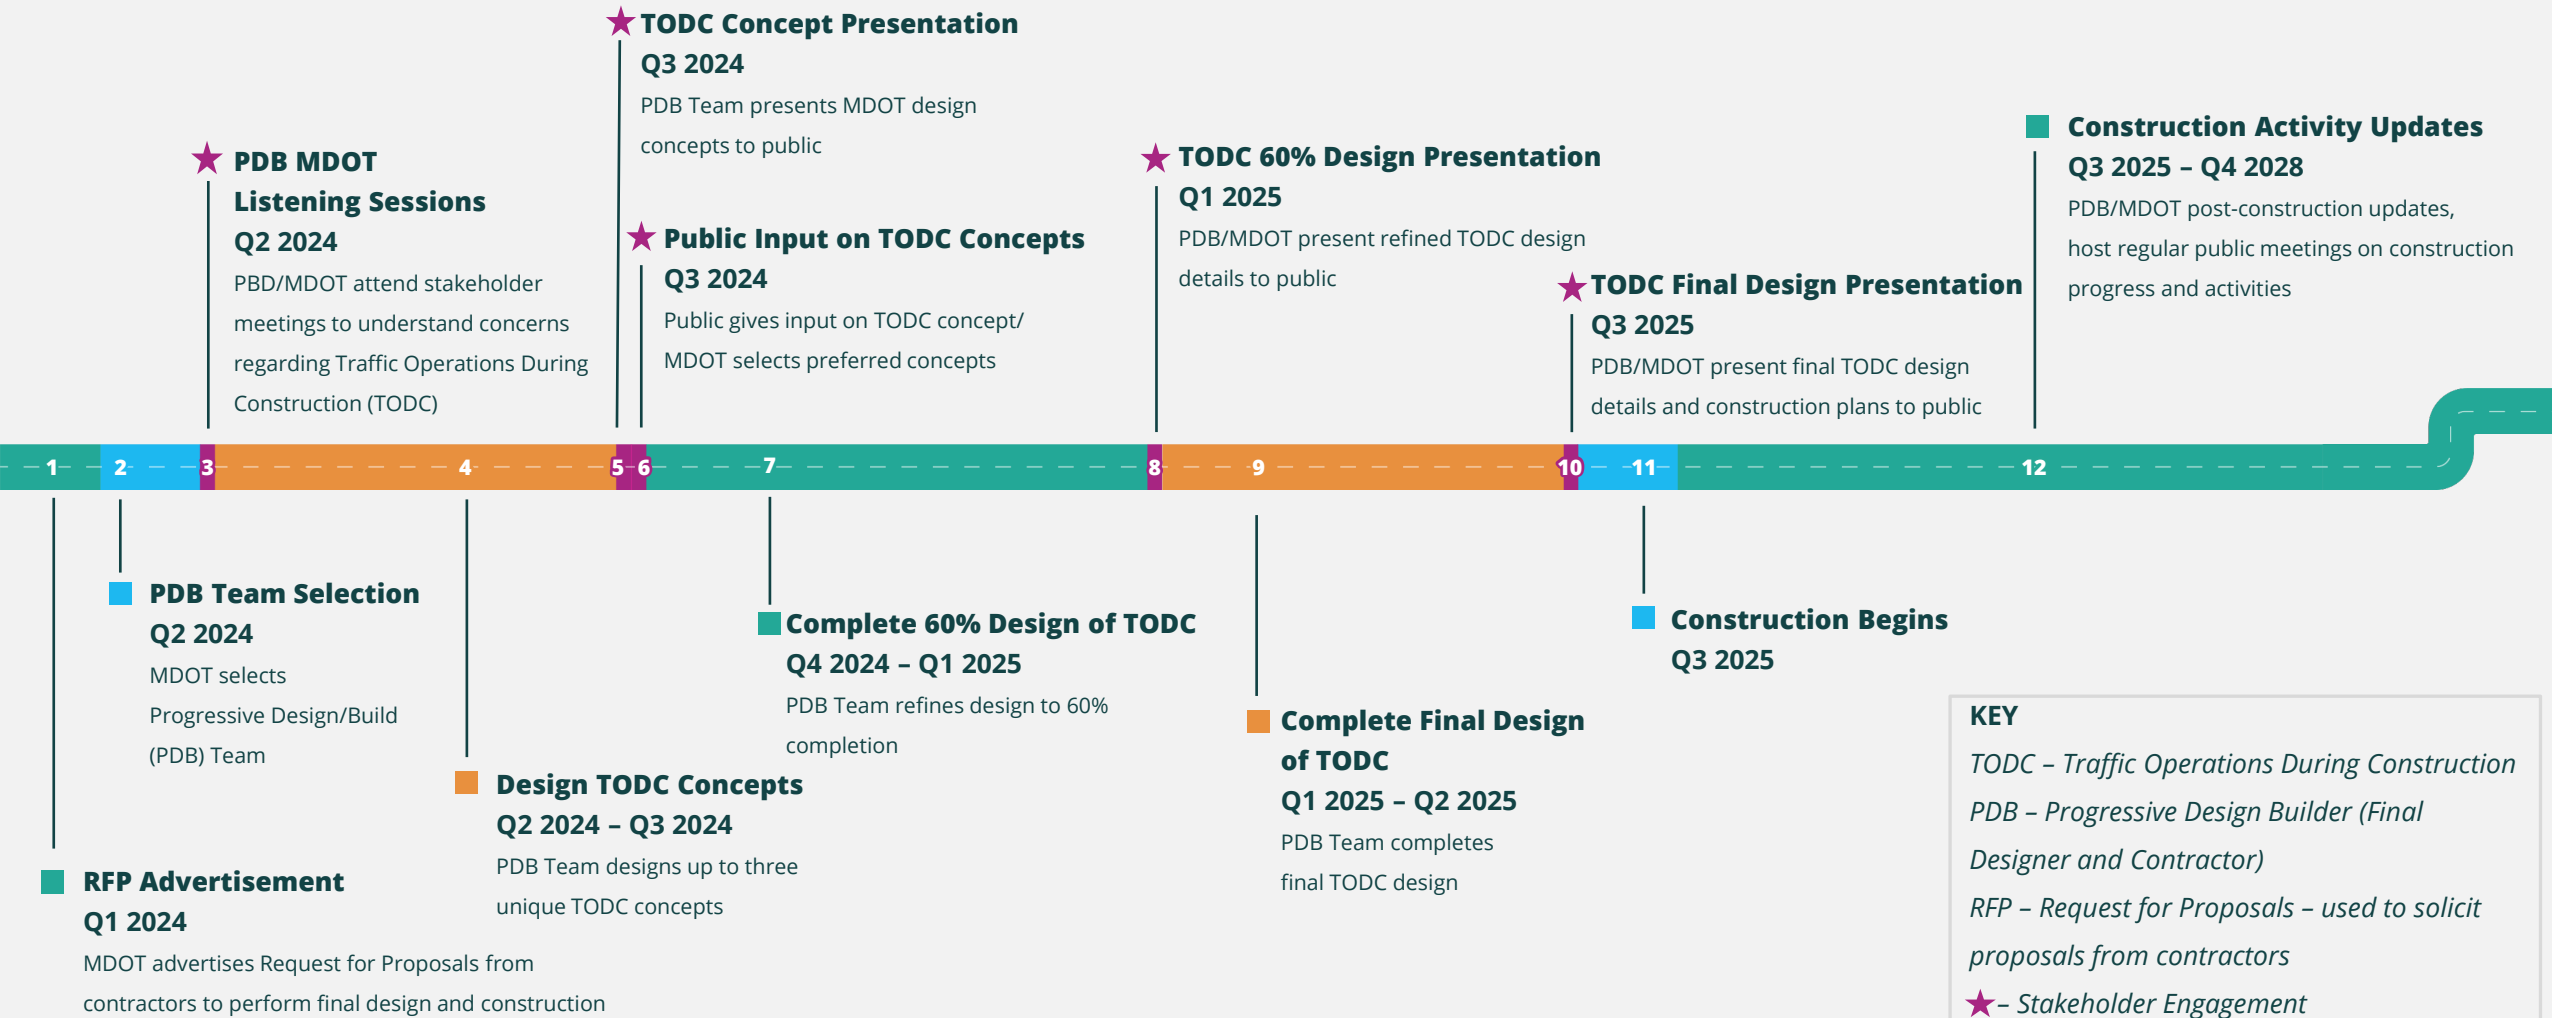 TODC Concept Presentation
Q3 2024
PDB Team presents MDOT design
concepts to public
PDB MDOT
Listening Sessions
Q2 2024
PBD/MDOT attend stakeholder
meetings to understand concerns
regarding Traffic Operations During
Construction (TODC)
Public Input on TODC Concepts
Q3 2024
Public gives input on TODC concept/
MDOT selects preferred concepts
TODC 60% Design Presentation
Q1 2025
PDB/MDOT present refined TODC design
details to public
TODC Final Design Presentation
Q3 2025
PDB/MDOT present final TODC design
details and construction plans to public
Construction Activity Updates
Q3 2025 – Q4 2028
PDB/MDOT post-construction updates,
host regular public meetings on construction
progress and activities
1 2 3 4 5 6 7 8 9 10 11 12
PDB Team Selection
Q2 2024
MDOT selects
Progressive Design/Build
(PDB) Team
RFP Advertisement
Q1 2024
MDOT advertises Request for Proposals from
contractors to perform final design and construction
Design TODC Concepts
Q2 2024 – Q3 2024
PDB Team designs up to three
unique TODC concepts
Complete 60% Design of TODC
Q4 2024 – Q1 2025
PDB Team refines design to 60%
completion
Complete Final Design
of TODC
Q1 2025 – Q2 2025
PDB Team completes
final TODC design
Construction Begins
Q3 2025
KEY
TODC – Traffic Operations During Construction
PDB – Progressive Design Builder (Final
Designer and Contractor)
RFP – Request for Proposals – used to solicit
proposals from contractors
– Stakeholder Engagement